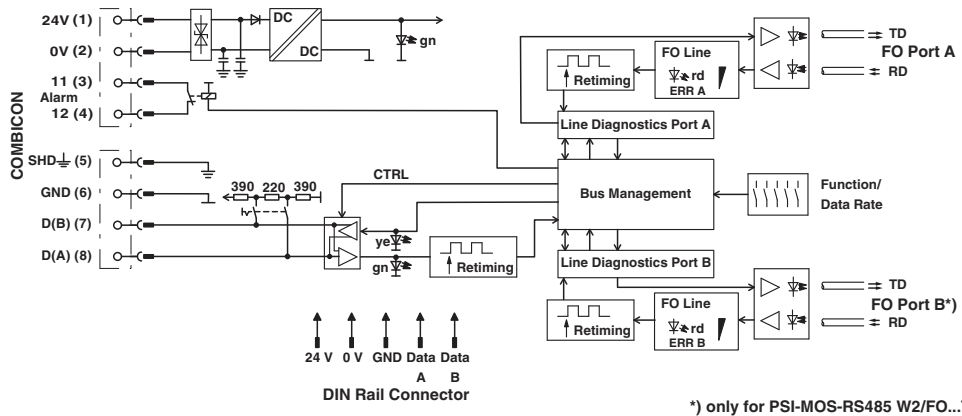 COMBICON
24V (1)
0V (2)
11 (3)
Alarm
12 (4)
SHD (5)
GND (6)
D(B) (7)
D(A) (8)
DC
DC
gn
390 220 390
CTRL
ye
gn
Retiming
24 V 0 V GND Data Data
A B
DIN Rail Connector
Retiming
FO Line
rd
ERR A
TD
FO Port A
RD
Line Diagnostics Port A
Bus Management
Function/
Data Rate
Line Diagnostics Port B
Retiming
FO Line
rd
ERR B
TD
FO Port B*)
RD
*) only for PSI-MOS-RS485 W2/FO...